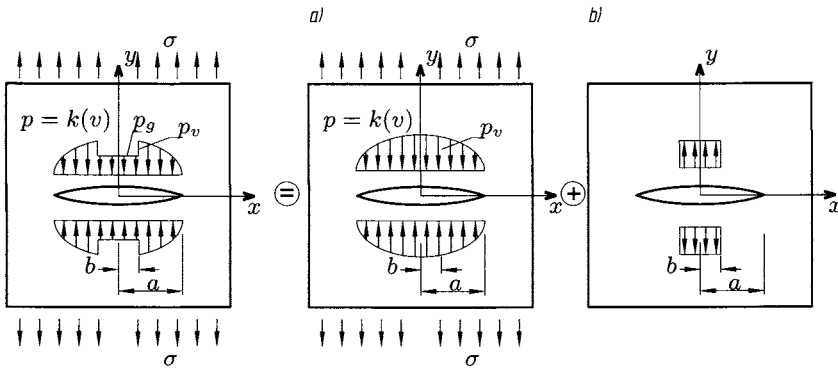 a)
b)
σ
σ
y
y
y
p = k(v)
p_g
p_v
p = k(v)
p_v
x
=
x
+
x
b
a
b
a
b
a
σ
σ